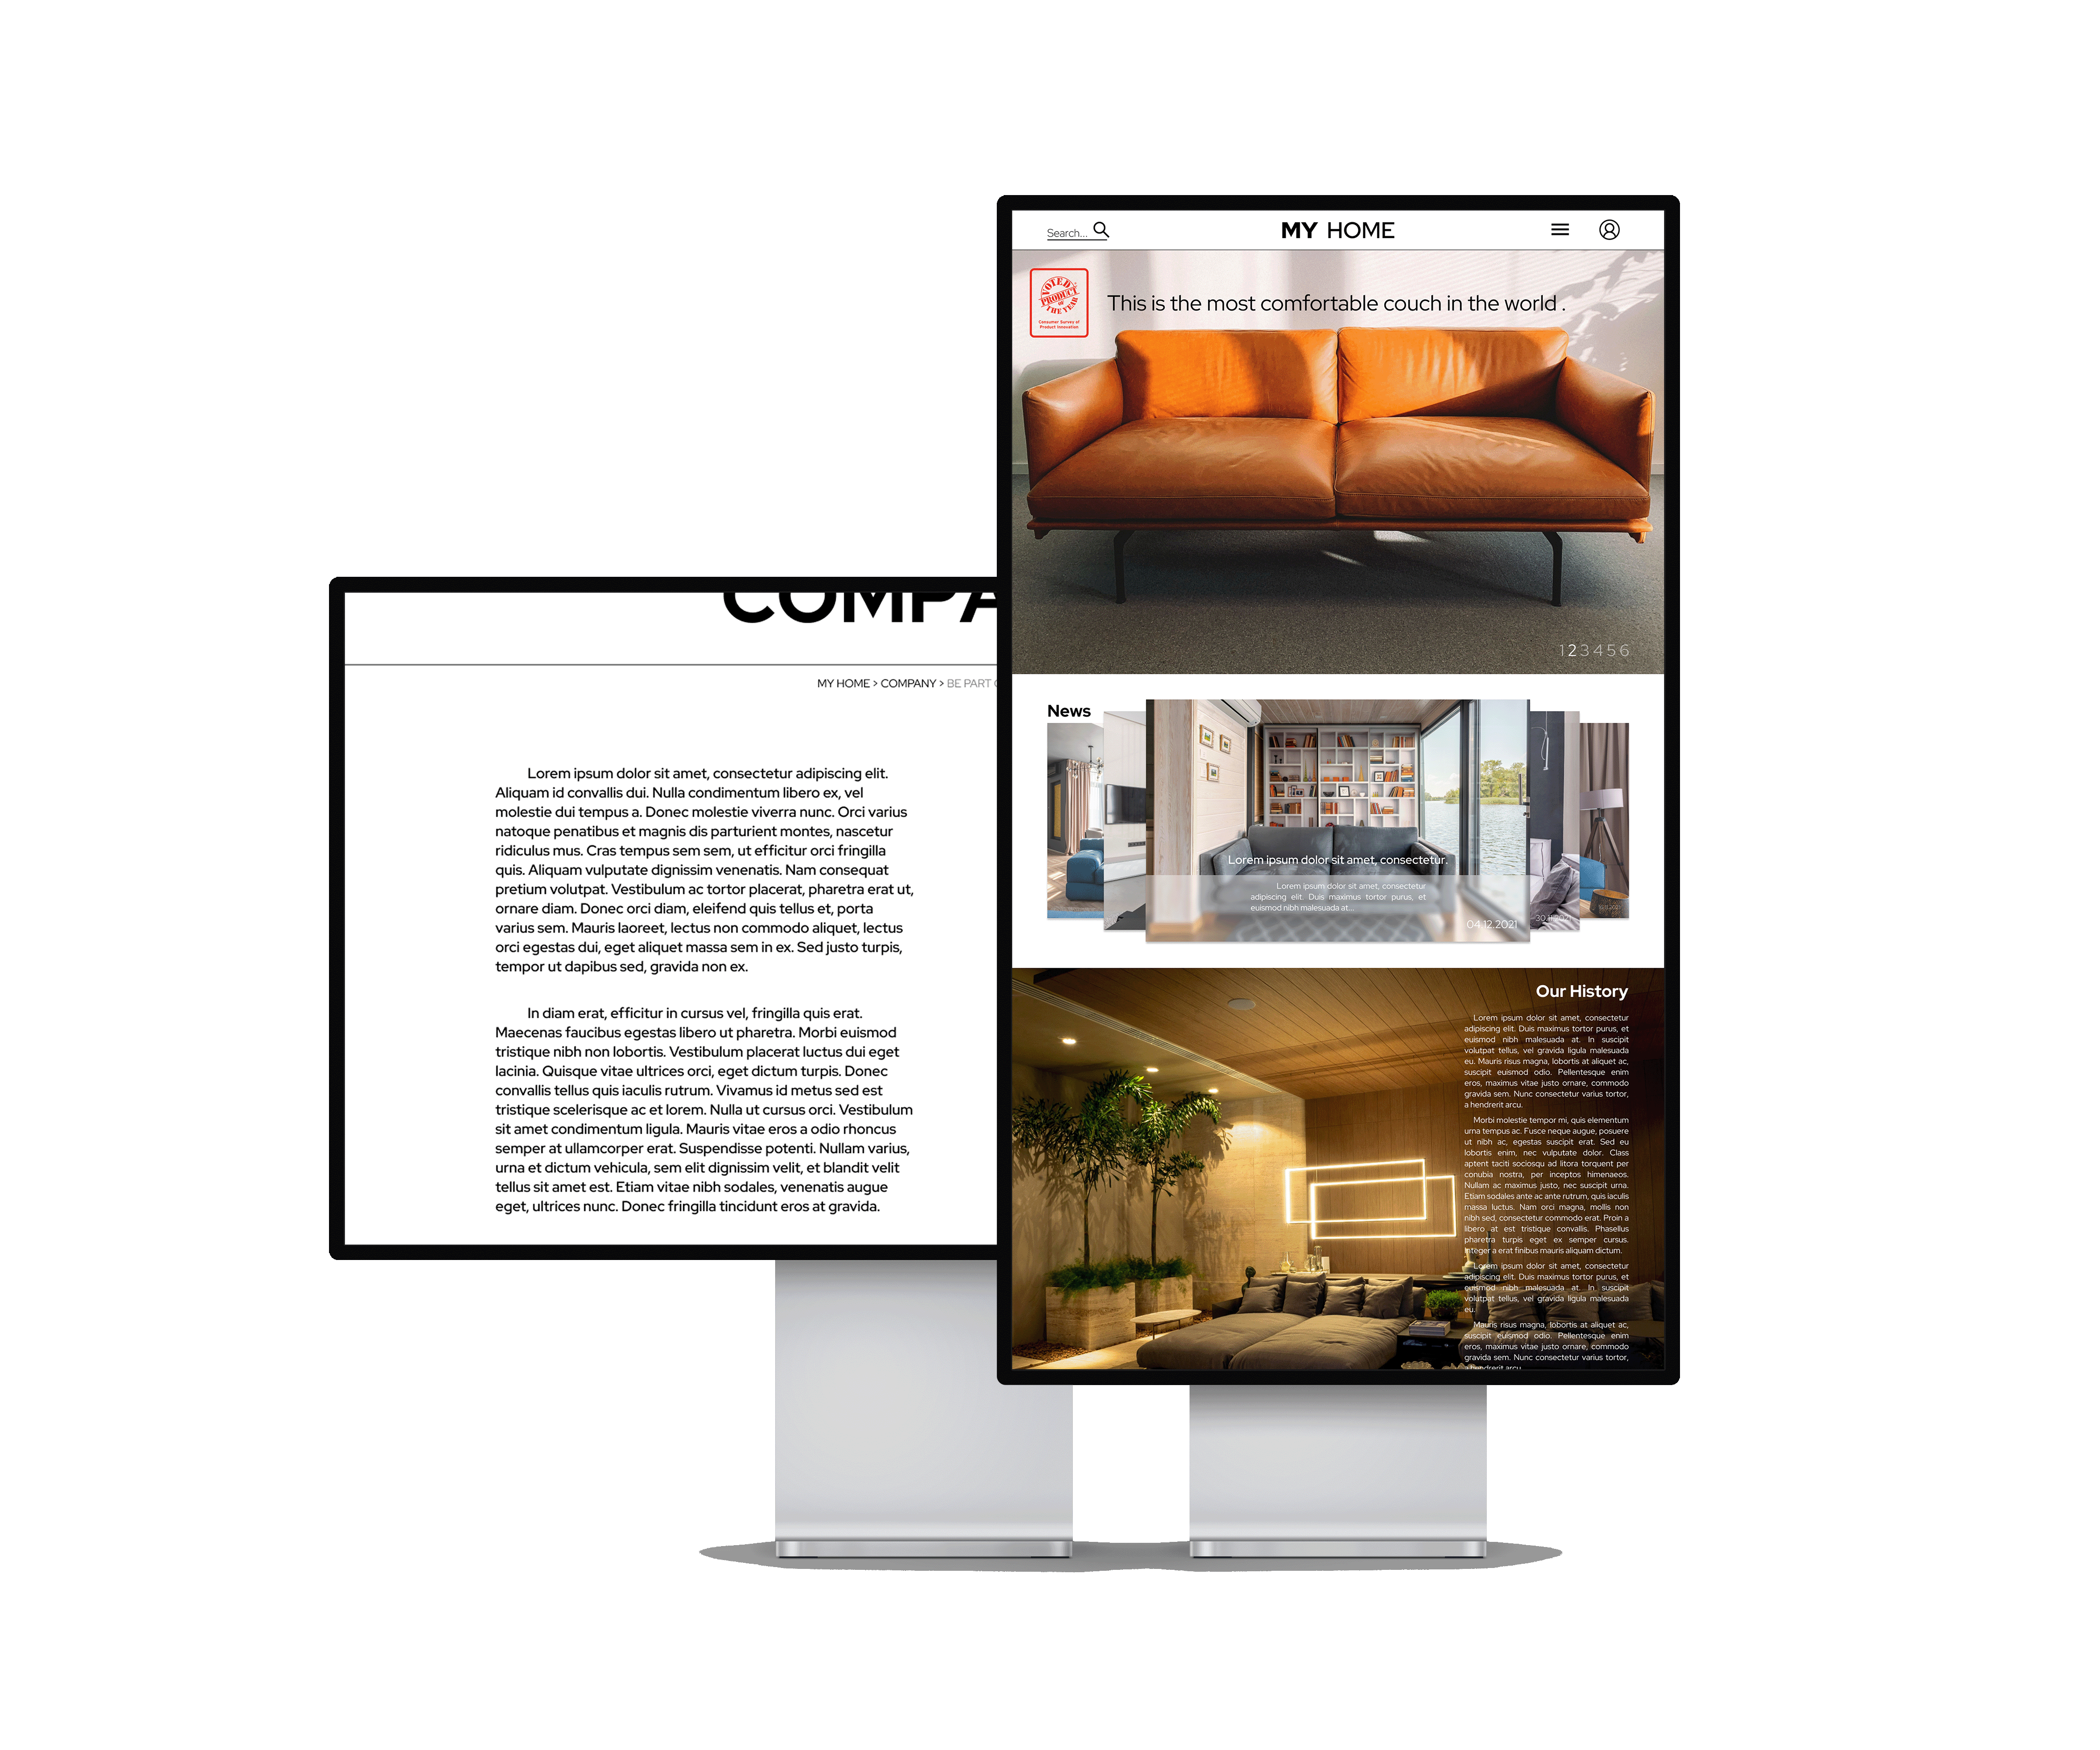 COMPA
MY HOME > COMPANY > BE PART
Lorem ipsum dolor sit amet, consectetur adipiscing elit.
Aliquam id convallis dui. Nulla condimentum libero ex, vel
molestie dui tempus a. Donec molestie viverra nunc. Orci varius
natoque penatibus et magnis dis parturient montes, nascetur
ridiculus mus. Cras tempus sem sem, ut efficitur orci fringilla
quis. Aliquam vulputate dignissim venenatis. Nam consequat
pretium volutpat. Vestibulum ac tortor placerat, pharetra erat ut,
ornare diam. Donec orci diam, eleifend quis tellus et, porta
varius sem. Mauris laoreet, lectus non commodo aliquet, lectus
orci egestas dui, eget aliquet massa sem in ex. Sed justo turpis,
tempor ut dapibus sed, gravida non ex.
In diam erat, efficitur in cursus vel, fringilla quis erat.
Maecenas faucibus egestas libero ut pharetra. Morbi euismod
tristique nibh non lobortis. Vestibulum placerat luctus dui eget
lacinia. Quisque vitae ultrices orci, eget dictum turpis. Donec
convallis tellus quis iaculis rutrum. Vivamus id metus sed est
tristique scelerisque ac et lorem. Nulla ut cursus orci. Vestibulum
sit amet condimentum ligula. Mauris vitae eros a odio rhoncus
semper at ullamcorper erat. Suspendisse potenti. Nullam varius,
urna et dictum vehicula, sem elit dignissim velit, et blandit velit
tellus sit amet est. Etiam vitae nibh sodales, venenatis augue
eget, ultrices nunc. Donec fringilla tincidunt eros at gravida.
Search...
MY HOME
VOTED
PRODUCT
OF
THE YEAR
Consumer Survey of
Product Innovation
This is the most comfortable couch in the world .
1 2 3 4 5 6
News
Lorem ipsum dolor sit amet, consectetur.
Lorem ipsum dolor sit amet, consectetur
adipiscing elit. Duis maximus tortor purus, et
euismod nibh malesuada at...
04.12.2021
30.11.2021
Our History
Lorem ipsum dolor sit amet, consectetur
adipiscing elit. Duis maximus tortor purus, et
euismod nibh malesuada at. In suscipit
volutpat tellus, vel gravida ligula malesuada
eu. Mauris risus magna, lobortis at aliquet ac,
suscipit euismod odio. Pellentesque enim
eros, maximus vitae justo ornare, commodo
gravida sem. Nunc consectetur varius tortor,
a hendrerit arcu.
Morbi molestie tempor mi, quis elementum
urna tempus ac. Fusce neque augue, posuere
ut nibh ac, egestas suscipit erat. Sed eu
lobortis enim, nec vulputate dolor. Class
aptent taciti sociosqu ad litora torquent per
conubia nostra, per inceptos himenaeos.
Nullam ac maximus justo, nec suscipit urna.
Etiam sodales ante ac ante rutrum, quis iaculis
massa luctus. Nam orci magna, mollis non
nibh sed, consectetur commodo erat. Proin a
libero at est tristique convallis. Phasellus
pharetra turpis eget ex semper cursus.
Integer a erat finibus mauris aliquam dictum.
Lorem ipsum dolor sit amet, consectetur
adipiscing elit. Duis maximus tortor purus, et
euismod nibh malesuada at. In suscipit
volutpat tellus, vel gravida ligula malesuada
eu.
Mauris risus magna, lobortis at aliquet ac,
suscipit euismod odio. Pellentesque enim
eros, maximus vitae justo ornare, commodo
gravida sem. Nunc consectetur varius tortor,
a hendrerit arcu.